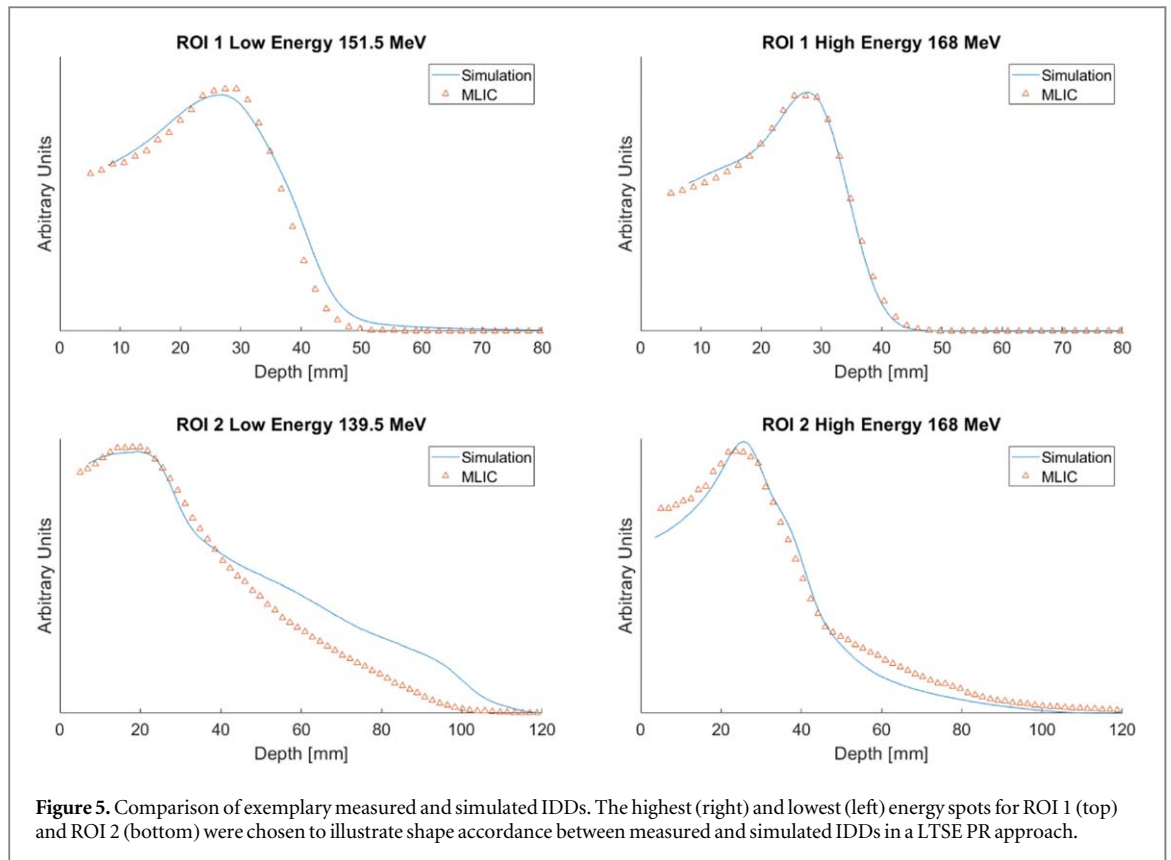 ROI 1 Low Energy 151.5 MeV
Simulation
MLIC
Arbitrary Units
0 10 20 30 40 50 60 70 80
Depth [mm]
ROI 1 High Energy 168 MeV
Simulation
MLIC
Arbitrary Units
0 10 20 30 40 50 60 70 80
Depth [mm]
ROI 2 Low Energy 139.5 MeV
Simulation
MLIC
Arbitrary Units
0 20 40 60 80 100 120
Depth [mm]
ROI 2 High Energy 168 MeV
Simulation
MLIC
Arbitrary Units
0 20 40 60 80 100 120
Depth [mm]
Figure 5. Comparison of exemplary measured and simulated IDDs. The highest (right) and lowest (left) energy spots for ROI 1 (top)
and ROI 2 (bottom) were chosen to illustrate shape accordance between measured and simulated IDDs in a LTSE PR approach.